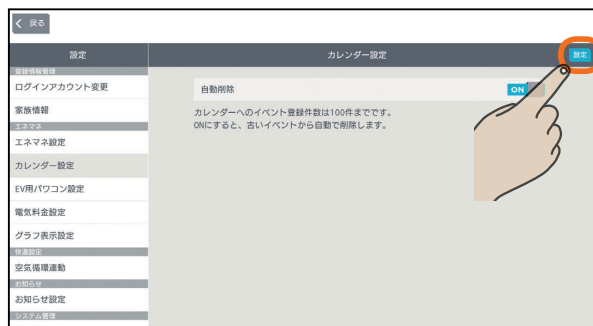 戻る
設定
カレンダー設定
設定
登録情報管理
ログインアカウント変更
家族情報
エネマネ
エネマネ設定
カレンダー設定
EV用パワコン設定
電気料金設定
グラフ表示設定
快適設定
空気循環連動
お知らせ
お知らせ設定
システム管理
自動削除
ON
カレンダーへのイベント登録件数は100件までです。
ONにすると、古いイベントから自動で削除します。